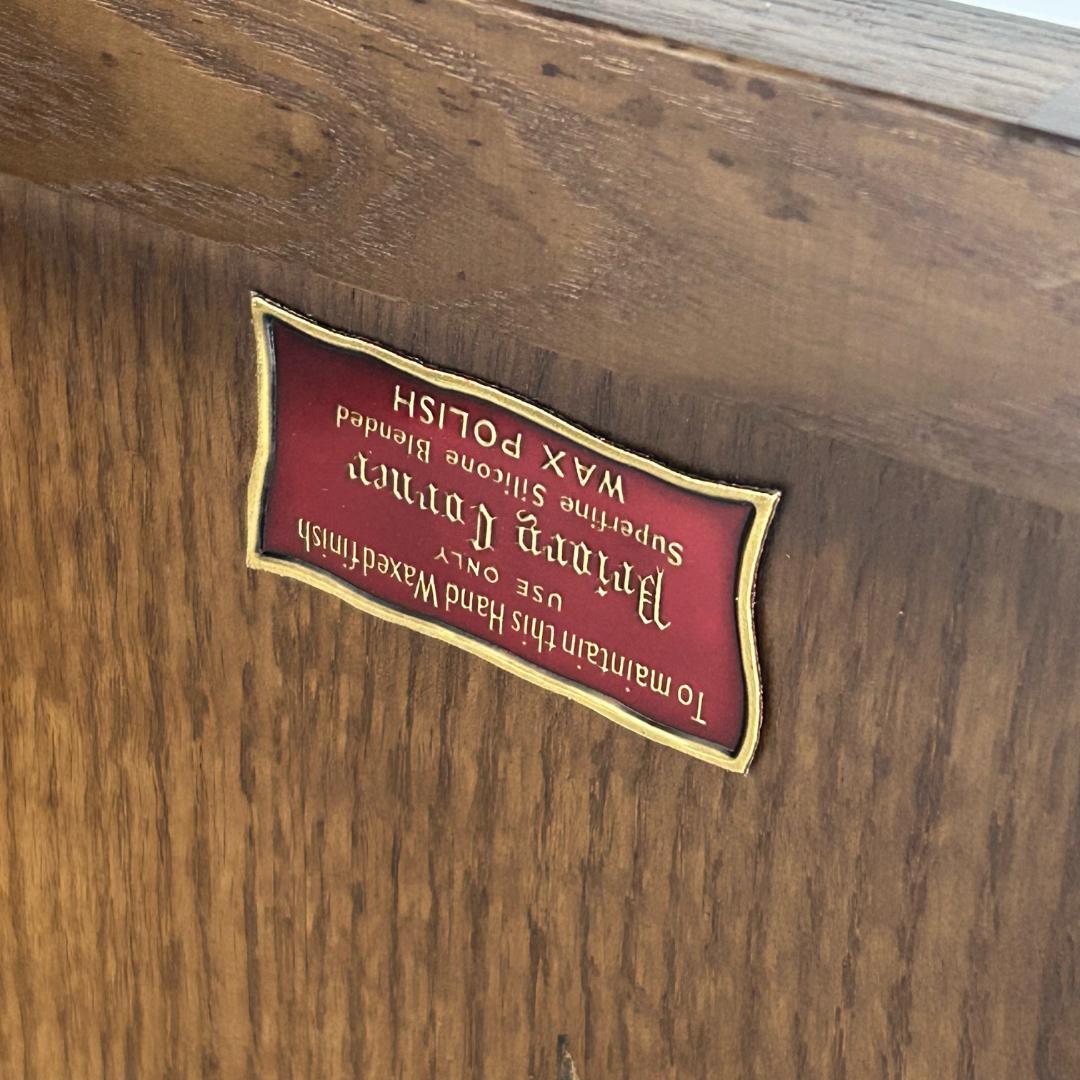 To maintain this Hand Waxed finish
USE ONLY
Priory Corner
Superfine Silicone Blended
WAX POLISH